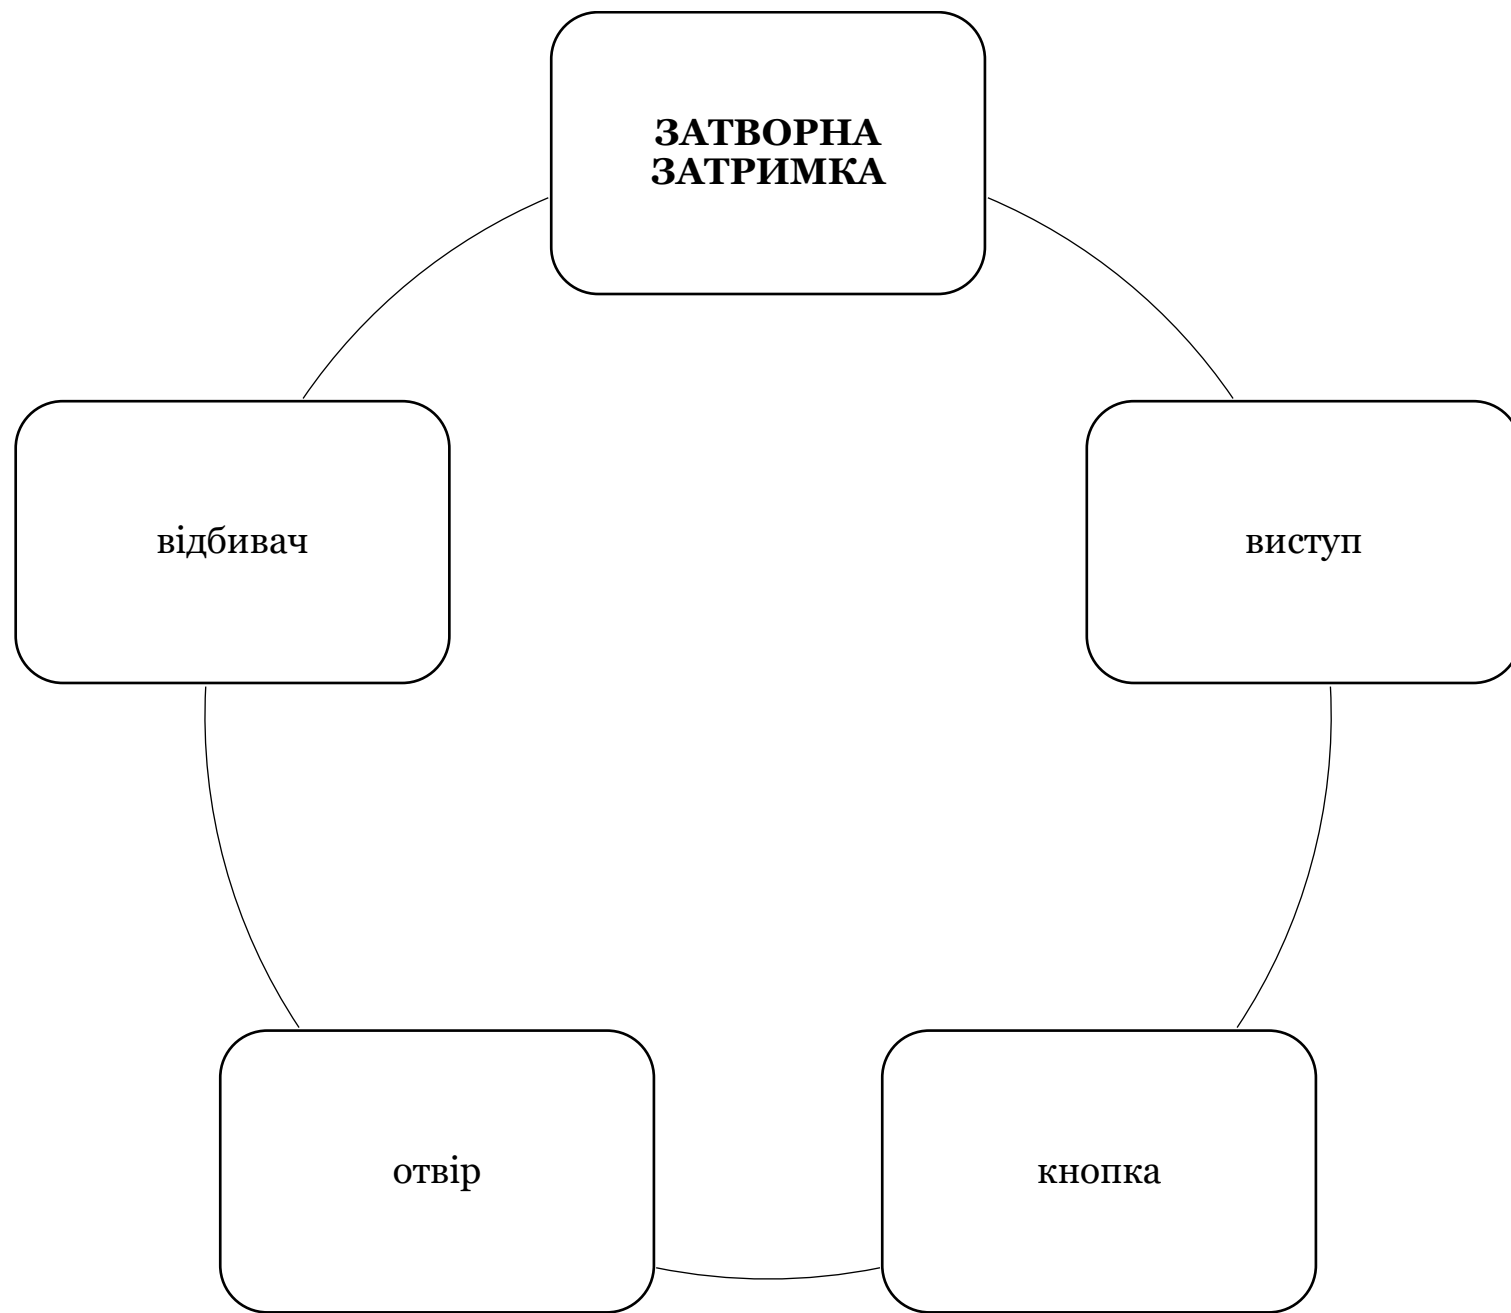 ЗАТВОРНА
ЗАТРИМКА
відбивач
виступ
отвір
кнопка